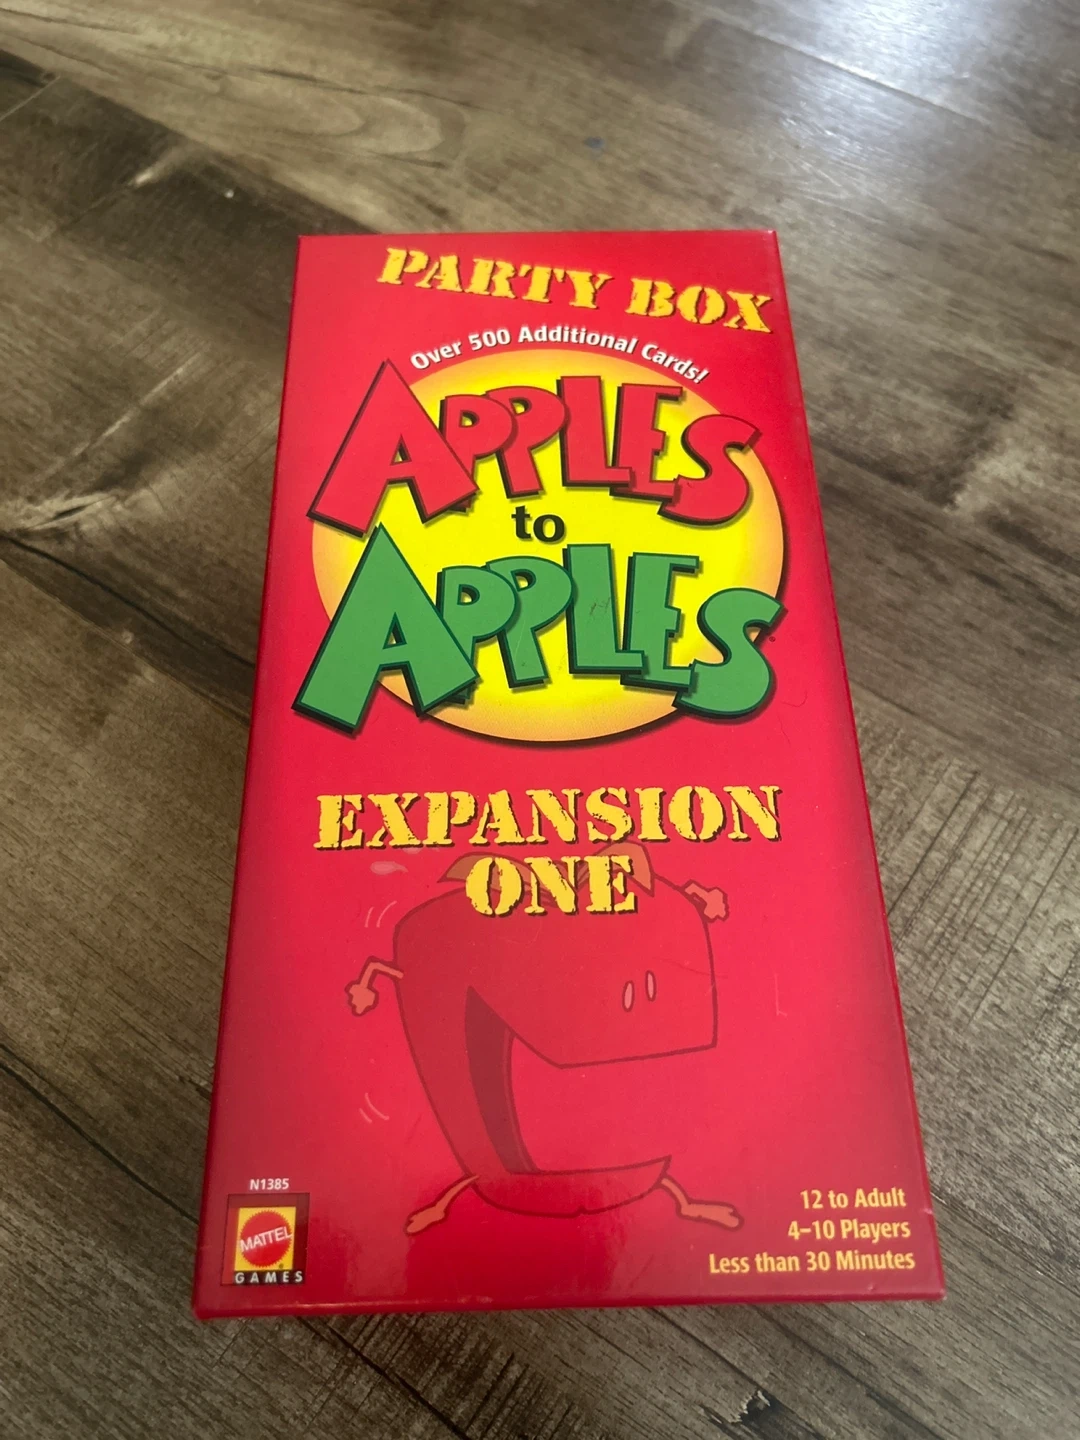 PARTY BOX
Over 500 Additional Cards!
APPLES
to
APPLES
EXPANSION
ONE
N1385
MATTEL
GAMES
12 to Adult
4–10 Players
Less than 30 Minutes